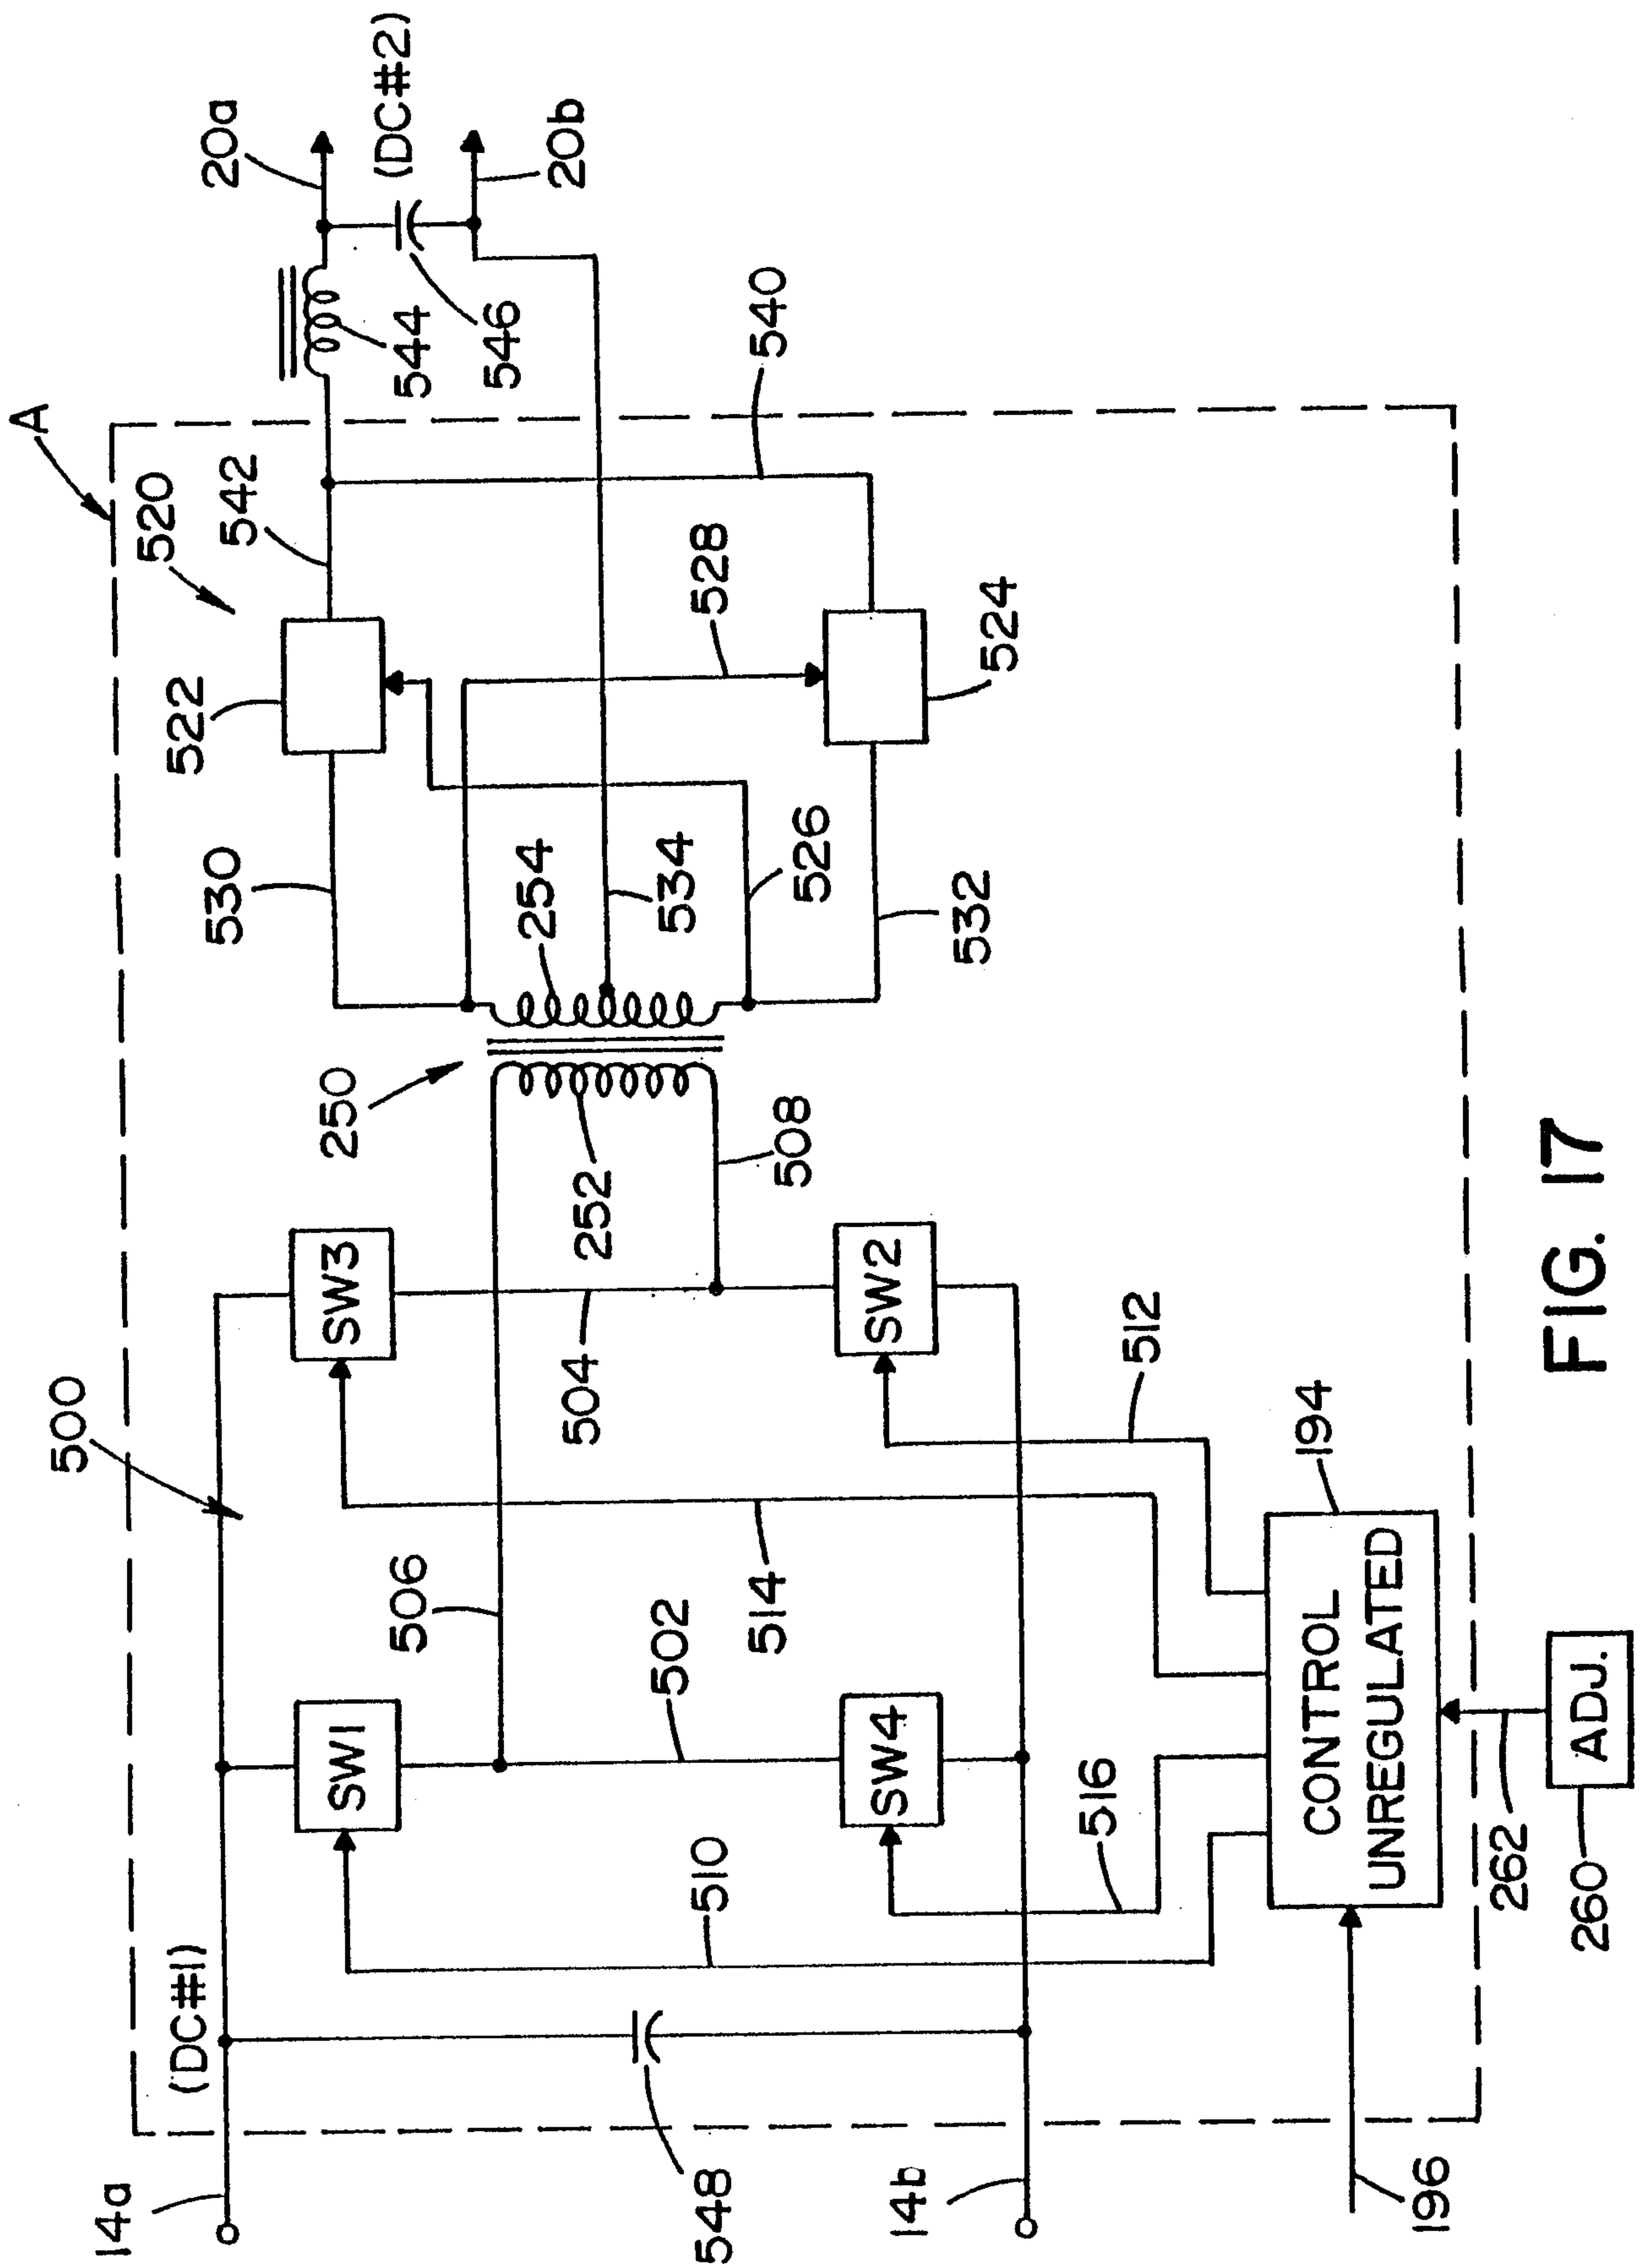 A
20a
(DC#2)
20b
544
546
540
542
520
528
522
524
530
254
534
526
532
250
252
508
500
SW3
504
SW2
512
506
514
502
194
SW1
SW4
516
510
CONTROL
UNREGULATED
262
ADJ.
260
(DC#1)
14a
548
14b
196
FIG. 17